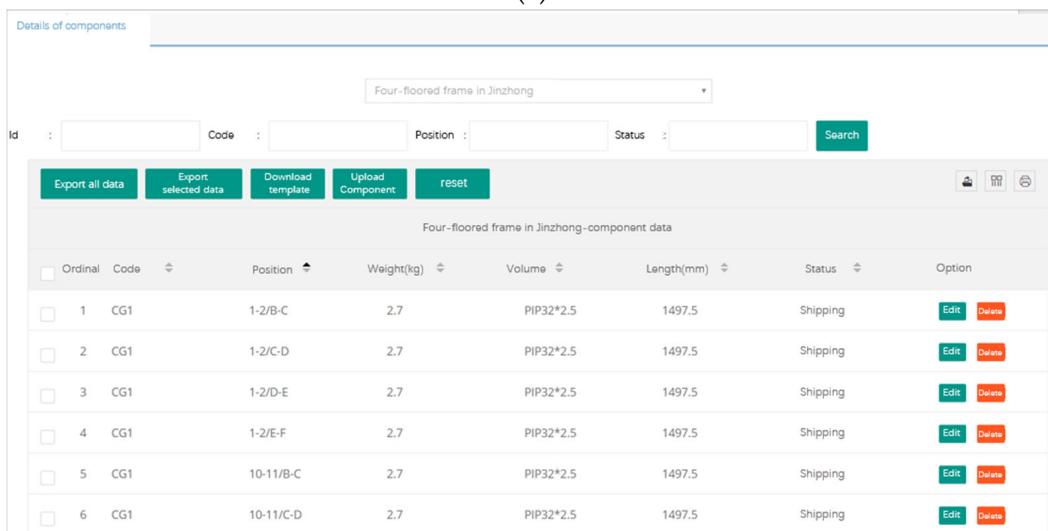 Details of components
Four-floored frame in Jinzhong
Id : Code : Position : Status : Search
Export all data Export selected data Download template Upload Component reset
Four-floored frame in Jinzhong-component data
Ordinal Code Position Weight(kg) Volume Length(mm) Status Option
1 CG1 1-2/B-C 2.7 PIP32*2.5 1497.5 Shipping Edit Delete
2 CG1 1-2/C-D 2.7 PIP32*2.5 1497.5 Shipping Edit Delete
3 CG1 1-2/D-E 2.7 PIP32*2.5 1497.5 Shipping Edit Delete
4 CG1 1-2/E-F 2.7 PIP32*2.5 1497.5 Shipping Edit Delete
5 CG1 10-11/B-C 2.7 PIP32*2.5 1497.5 Shipping Edit Delete
6 CG1 10-11/C-D 2.7 PIP32*2.5 1497.5 Shipping Edit Delete